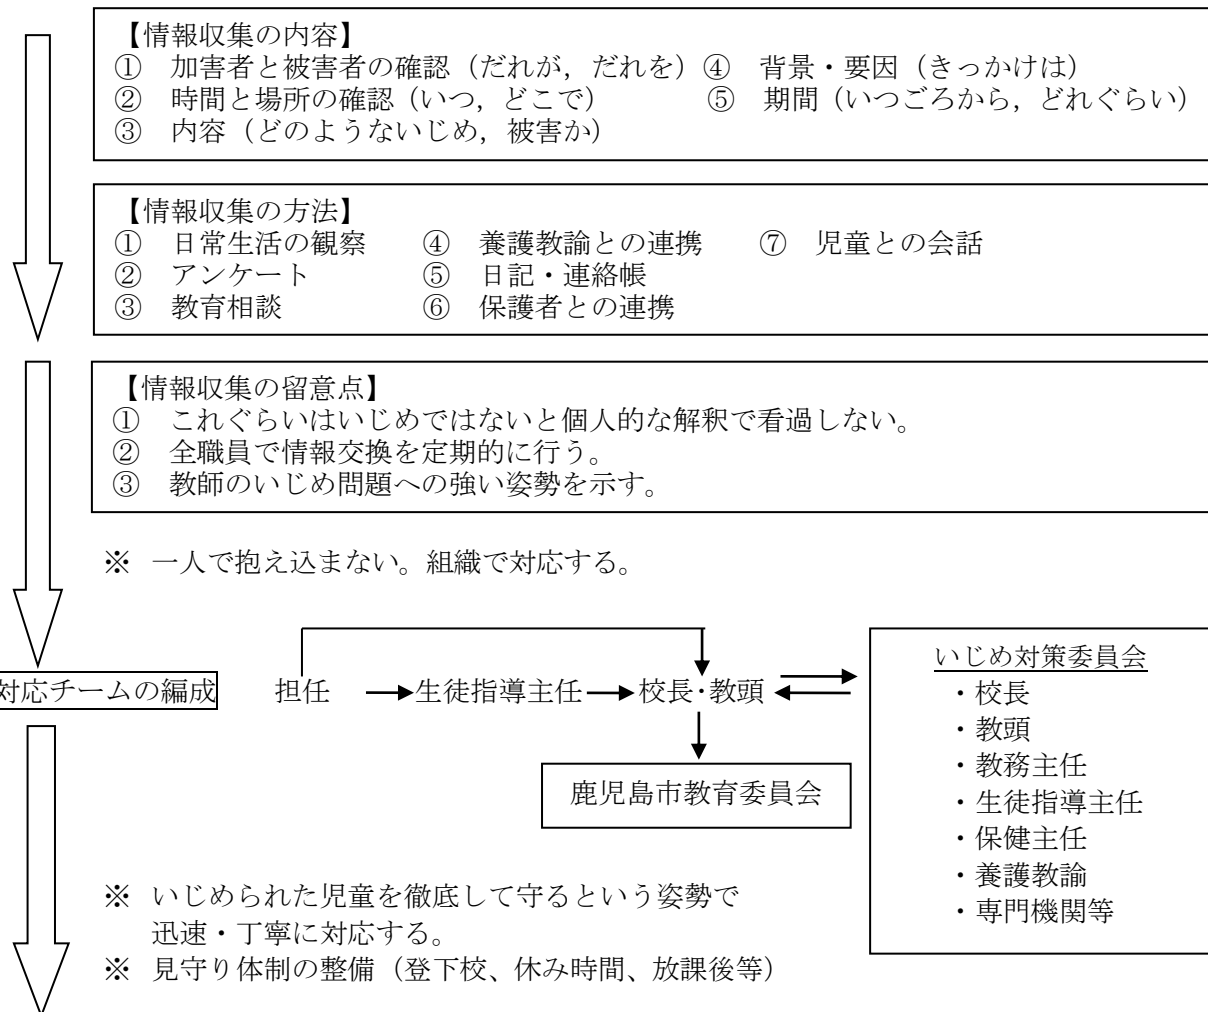 【情報収集の内容】
① 加害者と被害者の確認（だれが，だれを）④ 背景・要因（きっかけは）
② 時間と場所の確認（いつ，どこで） ⑤ 期間（いつごろから，どれぐらい）
③ 内容（どのようないじめ，被害か）
【情報収集の方法】
① 日常生活の観察 ④ 養護教諭との連携 ⑦ 児童との会話
② アンケート ⑤ 日記・連絡帳
③ 教育相談 ⑥ 保護者との連携
【情報収集の留意点】
① これぐらいはいじめではないと個人的な解釈で看過しない。
② 全職員で情報交換を定期的に行う。
③ 教師のいじめ問題への強い姿勢を示す。
※ 一人で抱え込まない。組織で対応する。
対応チームの編成 担任 生徒指導主任 校長・教頭
鹿児島市教育委員会
いじめ対策委員会
・校長
・教頭
・教務主任
・生徒指導主任
・保健主任
・養護教諭
・専門機関等
※ いじめられた児童を徹底して守るという姿勢で
迅速・丁寧に対応する。
※ 見守り体制の整備（登下校、休み時間、放課後等）